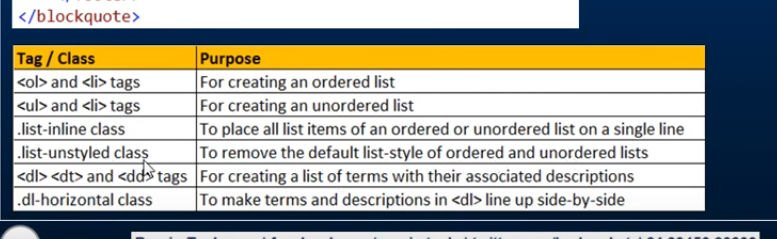 </blockquote>
Tag / Class Purpose
<ol> and <li> tags For creating an ordered list
<ul> and <li> tags For creating an unordered list
.list-inline class To place all list items of an ordered or unordered list on a single line
.list-unstyled class To remove the default list-style of ordered and unordered lists
<dl> <dt> and <dd> tags For creating a list of terms with their associated descriptions
.dl-horizontal class To make terms and descriptions in <dl> line up side-by-side